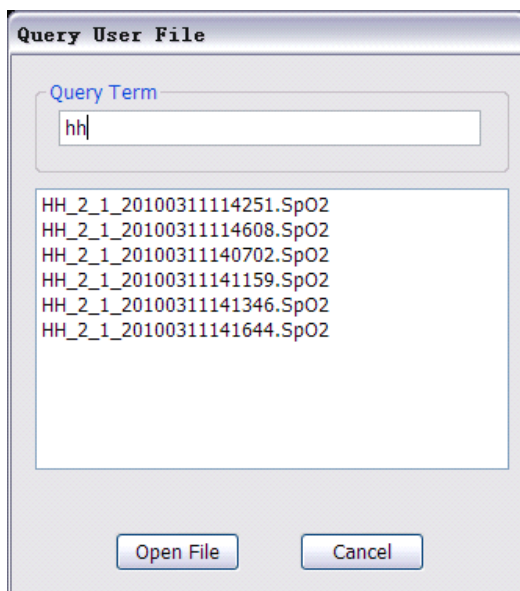 Query User File
Query Term
hh
HH_2_1_20100311114251.SpO2
HH_2_1_20100311114608.SpO2
HH_2_1_20100311140702.SpO2
HH_2_1_20100311141159.SpO2
HH_2_1_20100311141346.SpO2
HH_2_1_20100311141644.SpO2
Open File Cancel